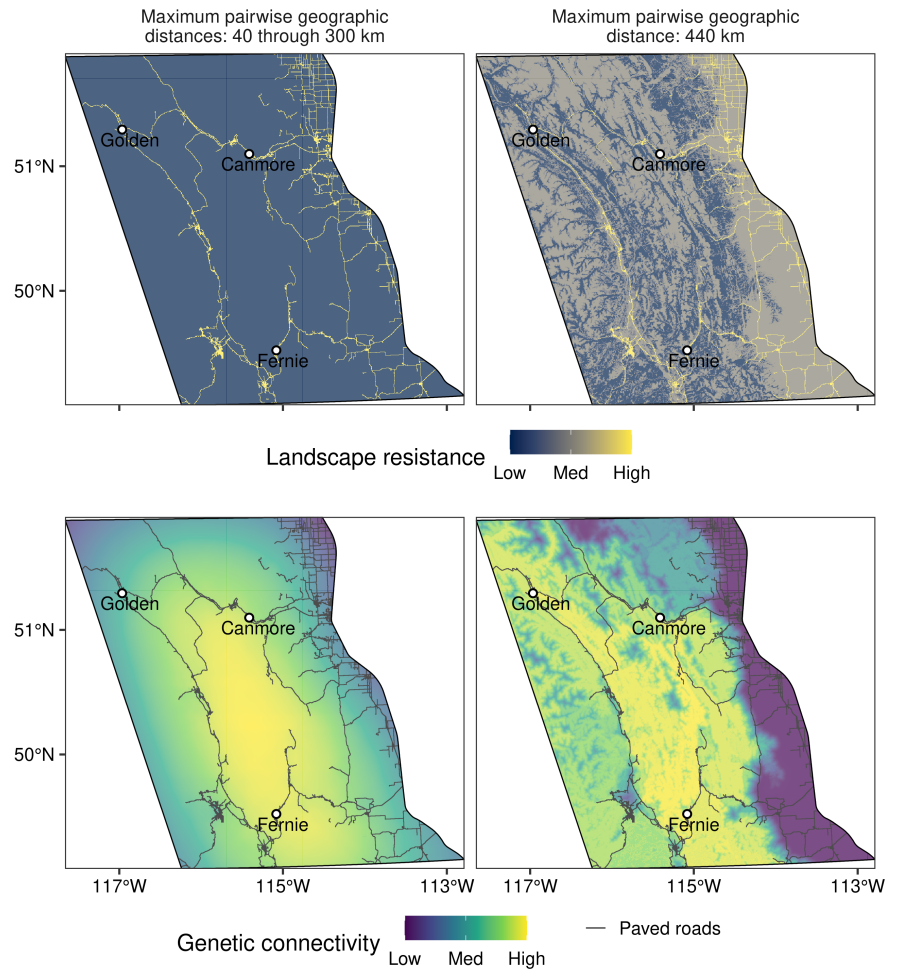 Maximum pairwise geographic
distances: 40 through 300 km
Maximum pairwise geographic
distance: 440 km
Golden
Canmore
Fernie
51°N
50°N
Golden
Canmore
Fernie
Landscape resistance
Low Med High
Golden
Canmore
Fernie
51°N
50°N
117°W 115°W 113°W
Golden
Canmore
Fernie
117°W 115°W 113°W
Genetic connectivity
Low Med High
Paved roads